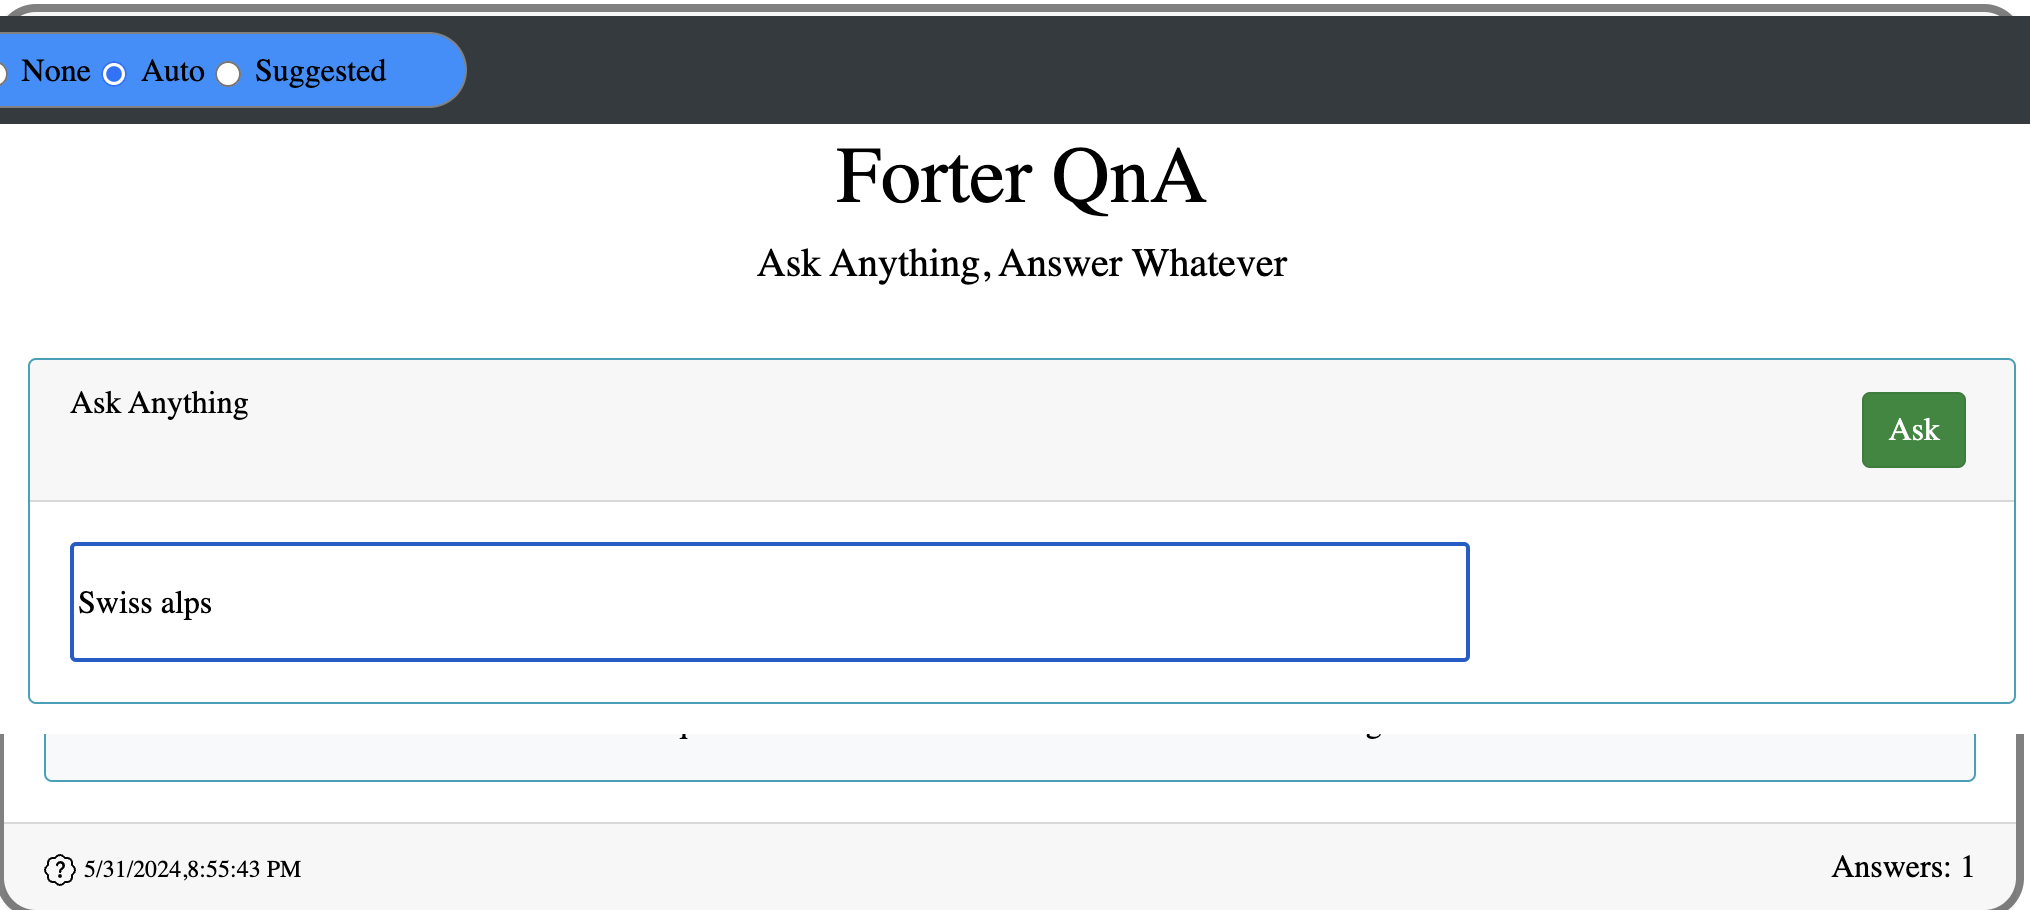 None Auto Suggested
Forter QnA
Ask Anything, Answer Whatever
Ask Anything
Ask
Swiss alps
5/31/2024,8:55:43 PM
Answers: 1